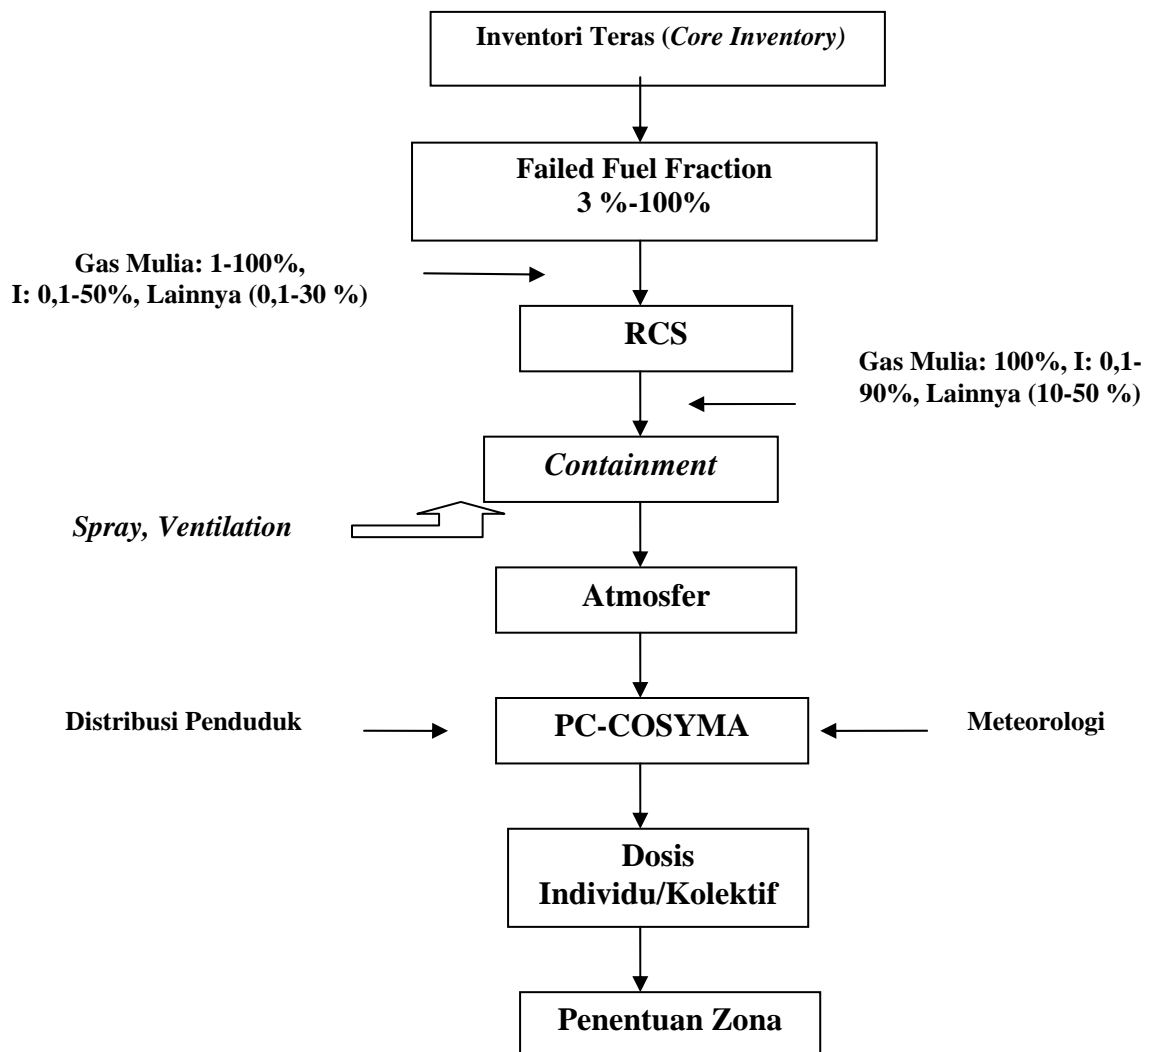 Inventori Teras (Core Inventory)
Failed Fuel Fraction
3 %-100%
Gas Mulia: 1-100%,
I: 0,1-50%, Lainnya (0,1-30 %)
RCS
Gas Mulia: 100%, I: 0,1-
90%, Lainnya (10-50 %)
Containment
Spray, Ventilation
Atmosfer
Distribusi Penduduk
PC-COSYMA
Meteorologi
Dosis
Individu/Kolektif
Penentuan Zona